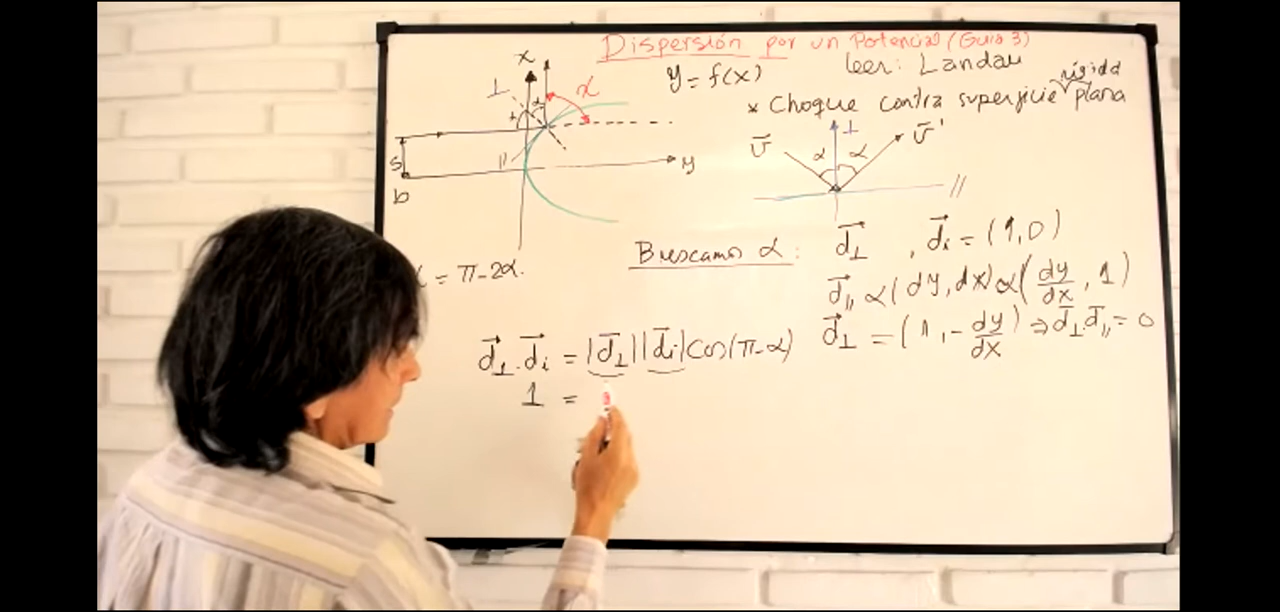 Dispersión por un Potencial (Guía 3)
y = f(x)
leer: Landau
* Choque contra superficie rígida plana
x
⊥
α
α
χ
s
b
||
y
v⃗
⊥
v⃗'
α
α
||
χ = π - 2α.
Buscamos α: d⃗⊥ , d⃗i = (1, 0)
d⃗|| α (dy, dx) α (dy/dx, 1)
d⃗⊥ = (1, -dy/dx) ⇒ d⃗⊥ d⃗|| = 0
d⃗⊥ . d⃗i = |d⃗⊥| |d⃗i| cos(π-α)
1 =